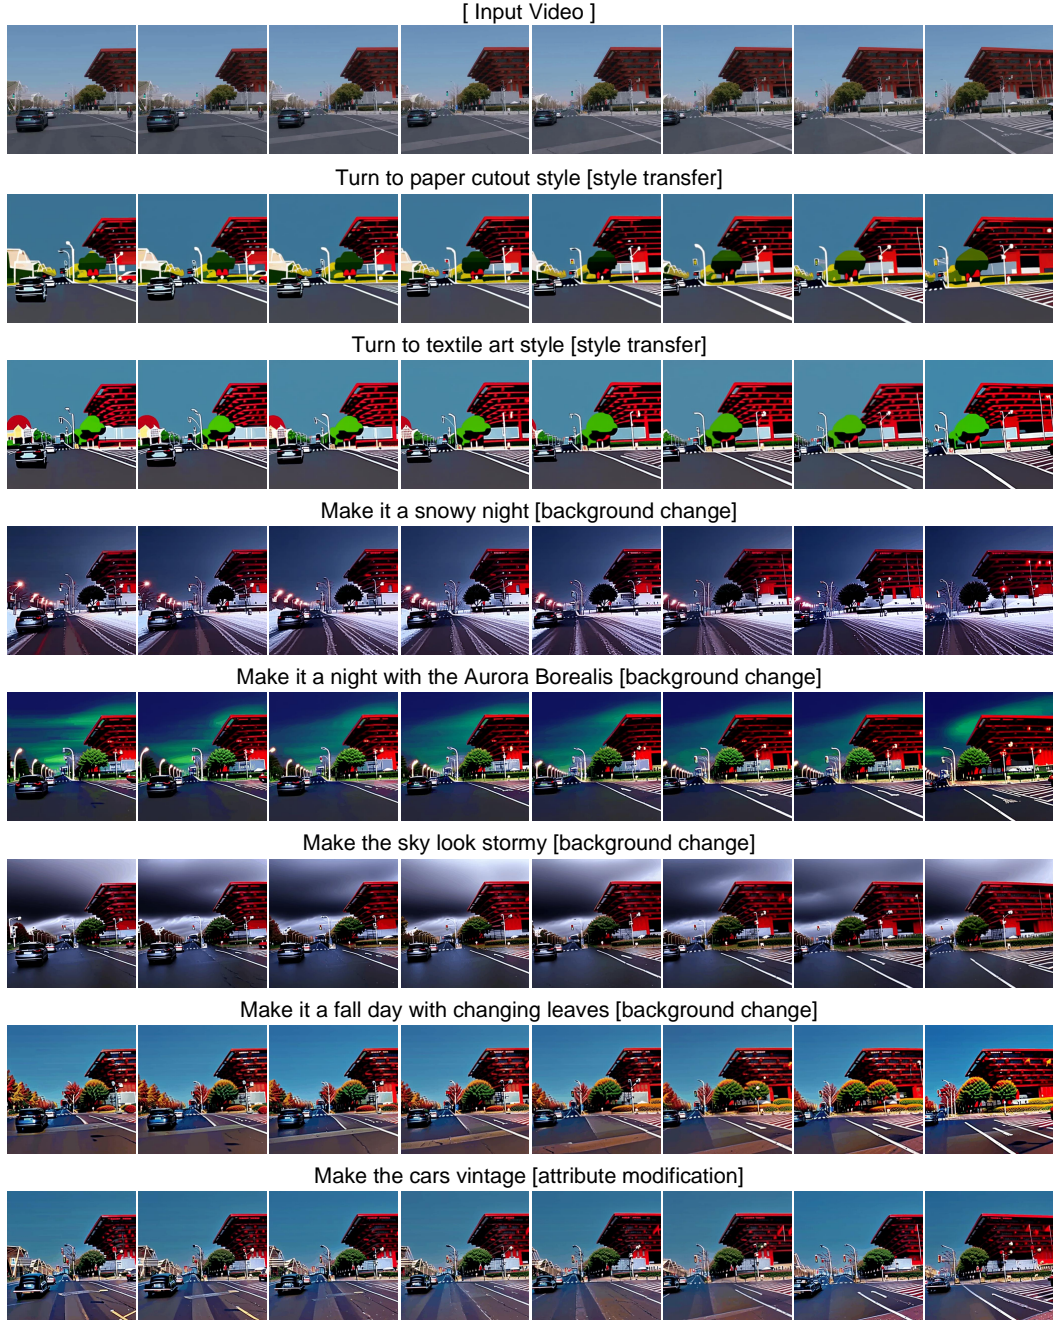 [ Input Video ]
Turn to paper cutout style [style transfer]
Turn to textile art style [style transfer]
Make it a snowy night [background change]
Make it a night with the Aurora Borealis [background change]
Make the sky look stormy [background change]
Make it a fall day with changing leaves [background change]
Make the cars vintage [attribute modification]